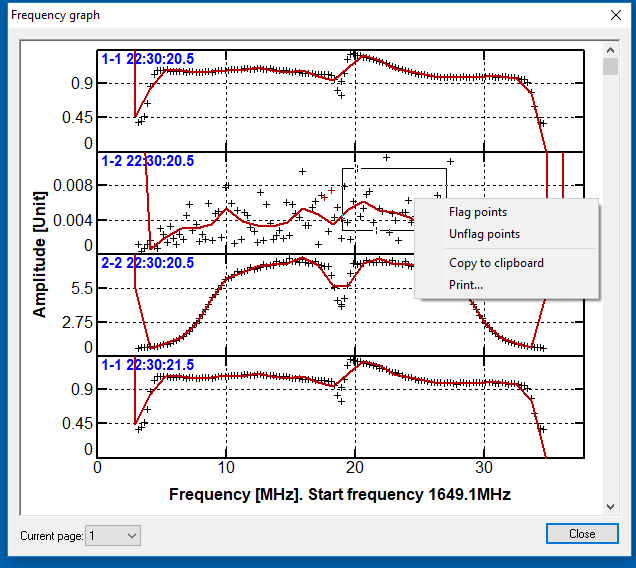 Frequency graph
1-1 22:30:20.5
0.9
0.45
0
1-2 22:30:20.5
0.008
0.004
0
Flag points
Unflag points
Copy to clipboard
Print...
2-2 22:30:20.5
5.5
2.75
0
1-1 22:30:21.5
0.9
0.45
0
Amplitude [Unit]
0 10 20 30
Frequency [MHz]. Start frequency 1649.1MHz
Current page: 1
Close